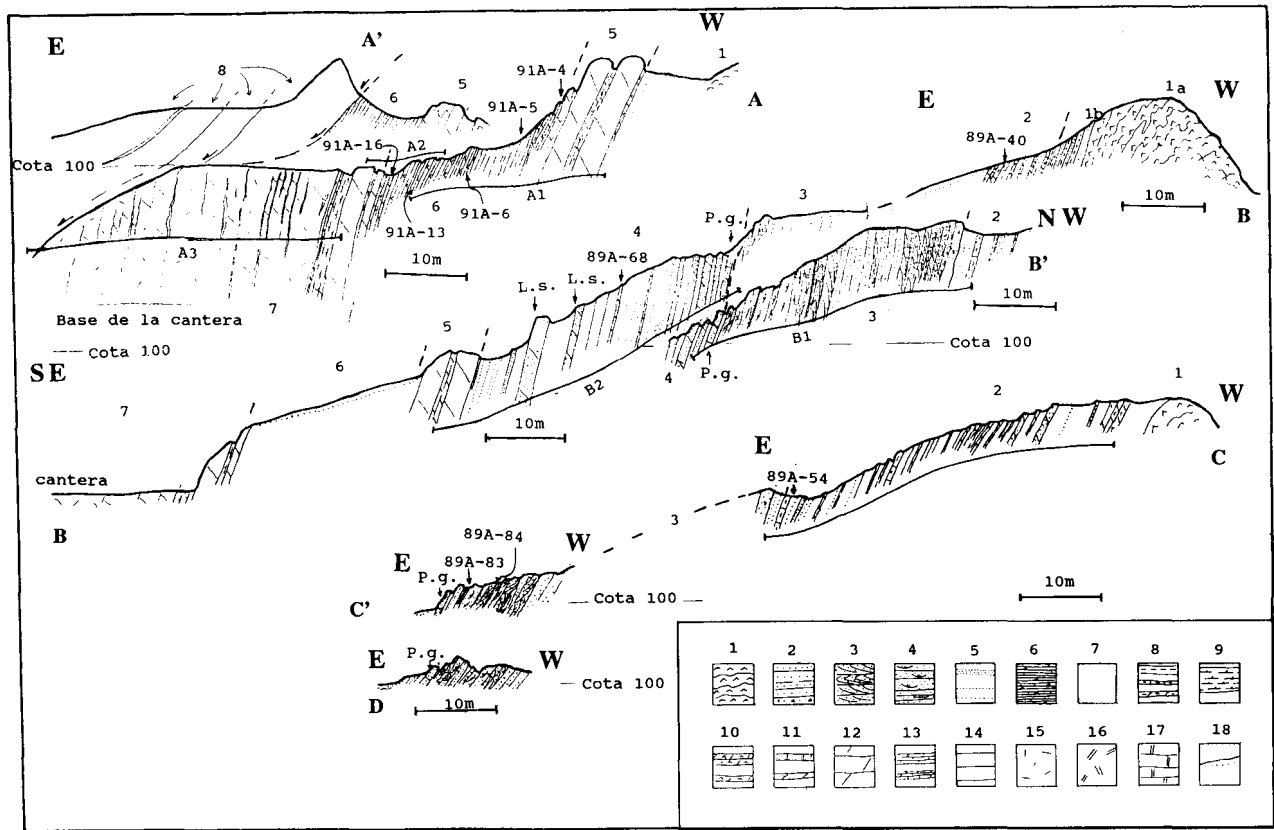 E A' 5 W
8 91A-4 1
6 5 91A-5 A E 1a W
91A-16 A2 2 1b
Cota 100 89A-40
6 A1
91A-6 3 10m B
91A-13 4 P.g. 2 NW
A3 10m 89A-68 B'
L.s. L.s.
7 10m
Base de la cantera 5 3
Cota 100 B1 Cota 100
SE 6 B2 4 P.g.
7 10m 2 1 W
E C
cantera 89A-54
B 3
89A-84
E 89A-83 W
P.g. 10m
C' Cota 100
E P.g. W
Cota 100
D 10m
1 2 3 4 5 6 7 8 9
10 11 12 13 14 15 16 17 18